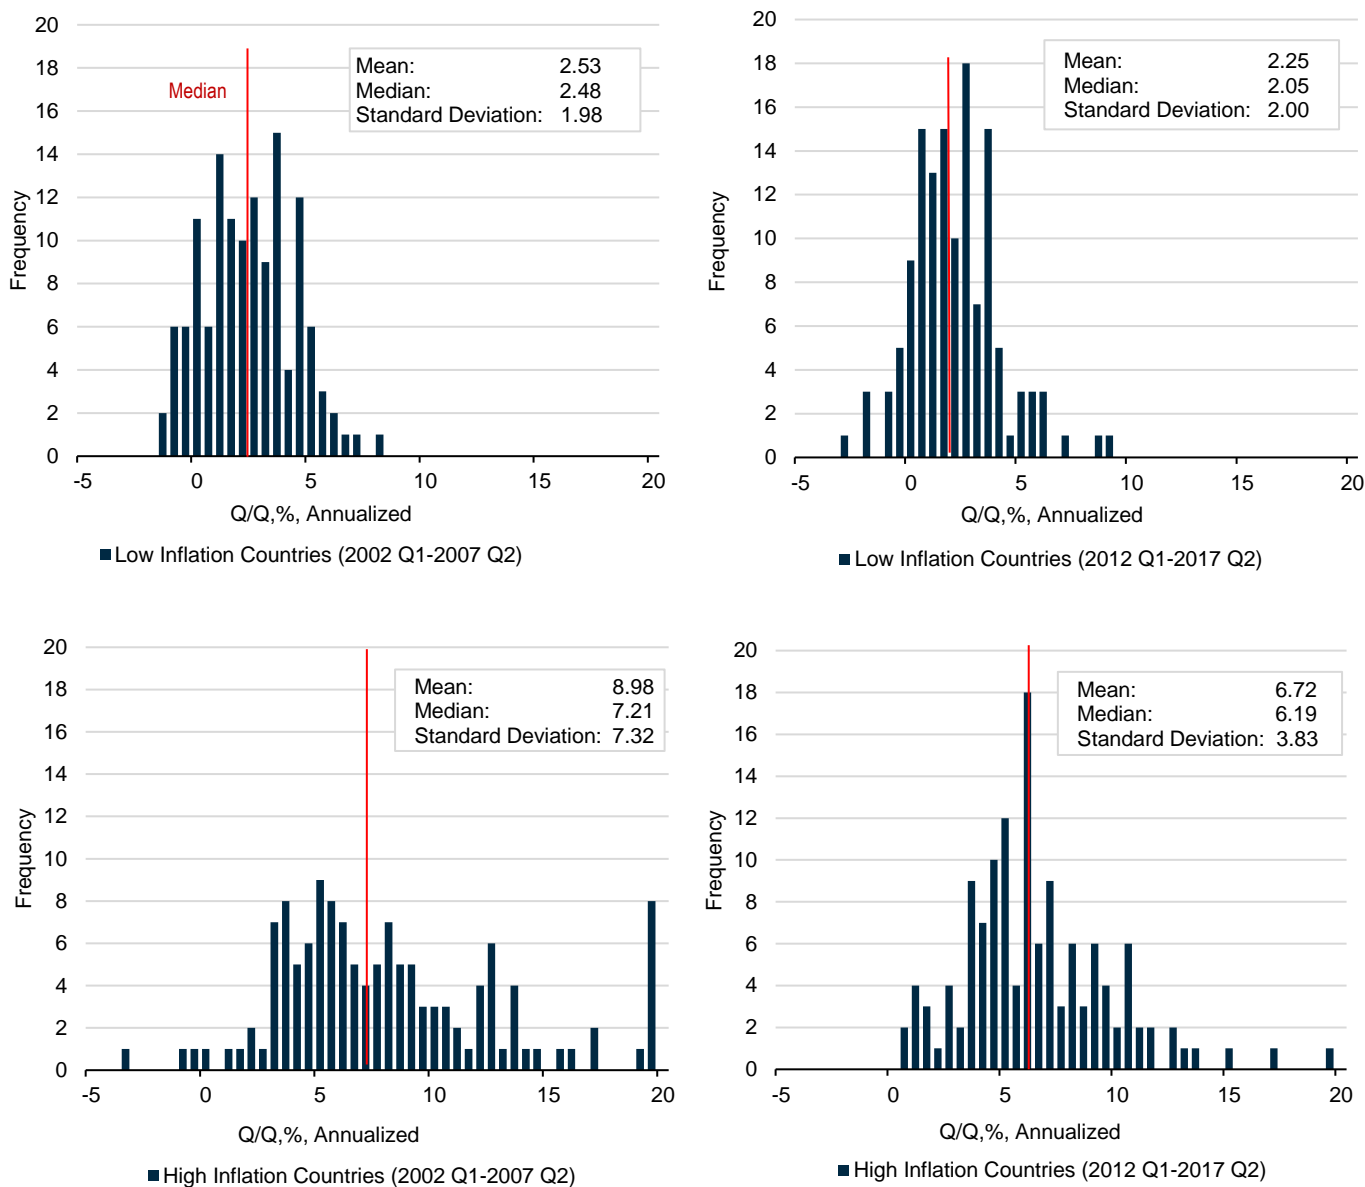 20
18
16
14
12
10
8
6
4
2
0
Frequency
Median
Mean: 2.53
Median: 2.48
Standard Deviation: 1.98
-5 0 5 10 15 20
Q/Q,%, Annualized
Low Inflation Countries (2002 Q1-2007 Q2)
20
18
16
14
12
10
8
6
4
2
0
Frequency
Mean: 2.25
Median: 2.05
Standard Deviation: 2.00
-5 0 5 10 15 20
Q/Q,%, Annualized
Low Inflation Countries (2012 Q1-2017 Q2)
20
18
16
14
12
10
8
6
4
2
0
Frequency
Mean: 8.98
Median: 7.21
Standard Deviation: 7.32
-5 0 5 10 15 20
Q/Q,%, Annualized
High Inflation Countries (2002 Q1-2007 Q2)
20
18
16
14
12
10
8
6
4
2
0
Frequency
Mean: 6.72
Median: 6.19
Standard Deviation: 3.83
-5 0 5 10 15 20
Q/Q,%, Annualized
High Inflation Countries (2012 Q1-2017 Q2)